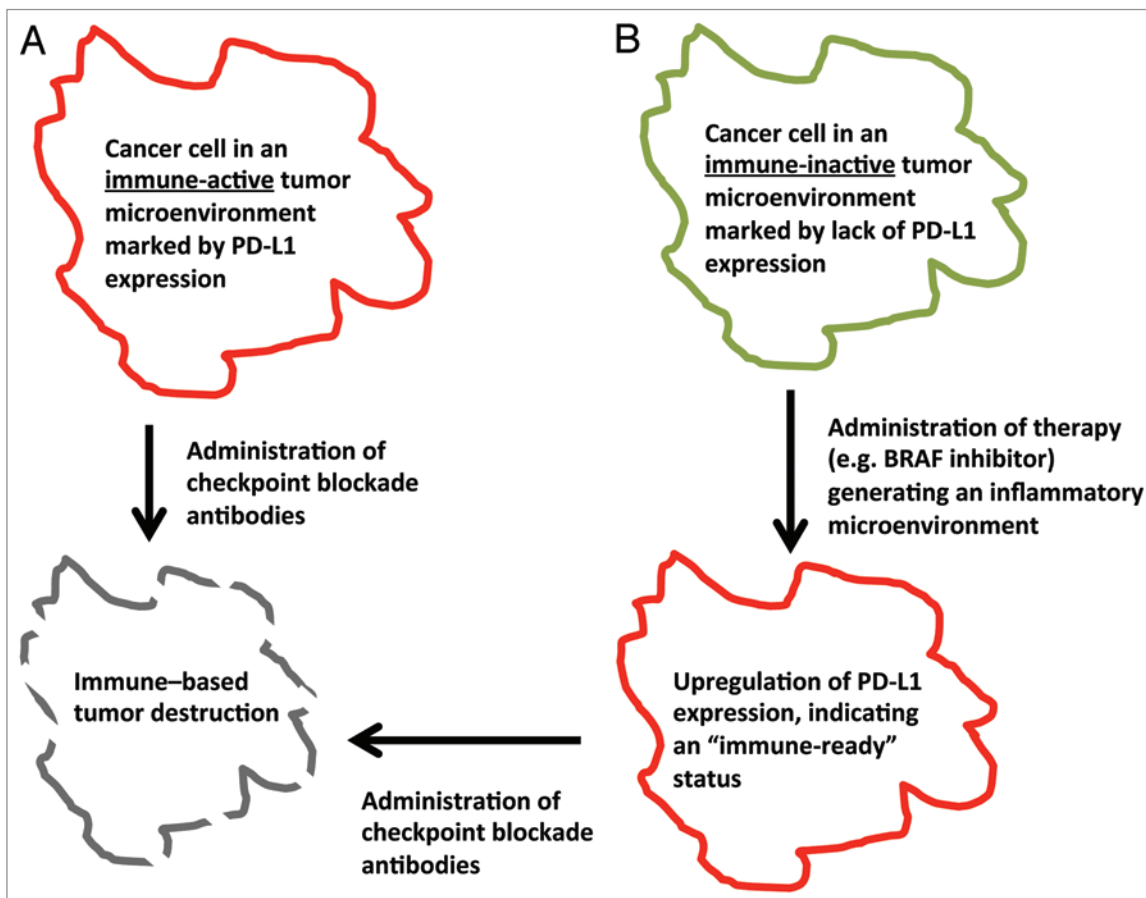 A
Cancer cell in an
immune-active tumor
microenvironment
marked by PD-L1
expression
Administration of
checkpoint blockade
antibodies
Immune–based
tumor destruction
B
Cancer cell in an
immune-inactive tumor
microenvironment
marked by lack of PD-L1
expression
Administration of therapy
(e.g. BRAF inhibitor)
generating an inflammatory
microenvironment
Upregulation of PD-L1
expression, indicating
an “immune-ready”
status
Administration of
checkpoint blockade
antibodies